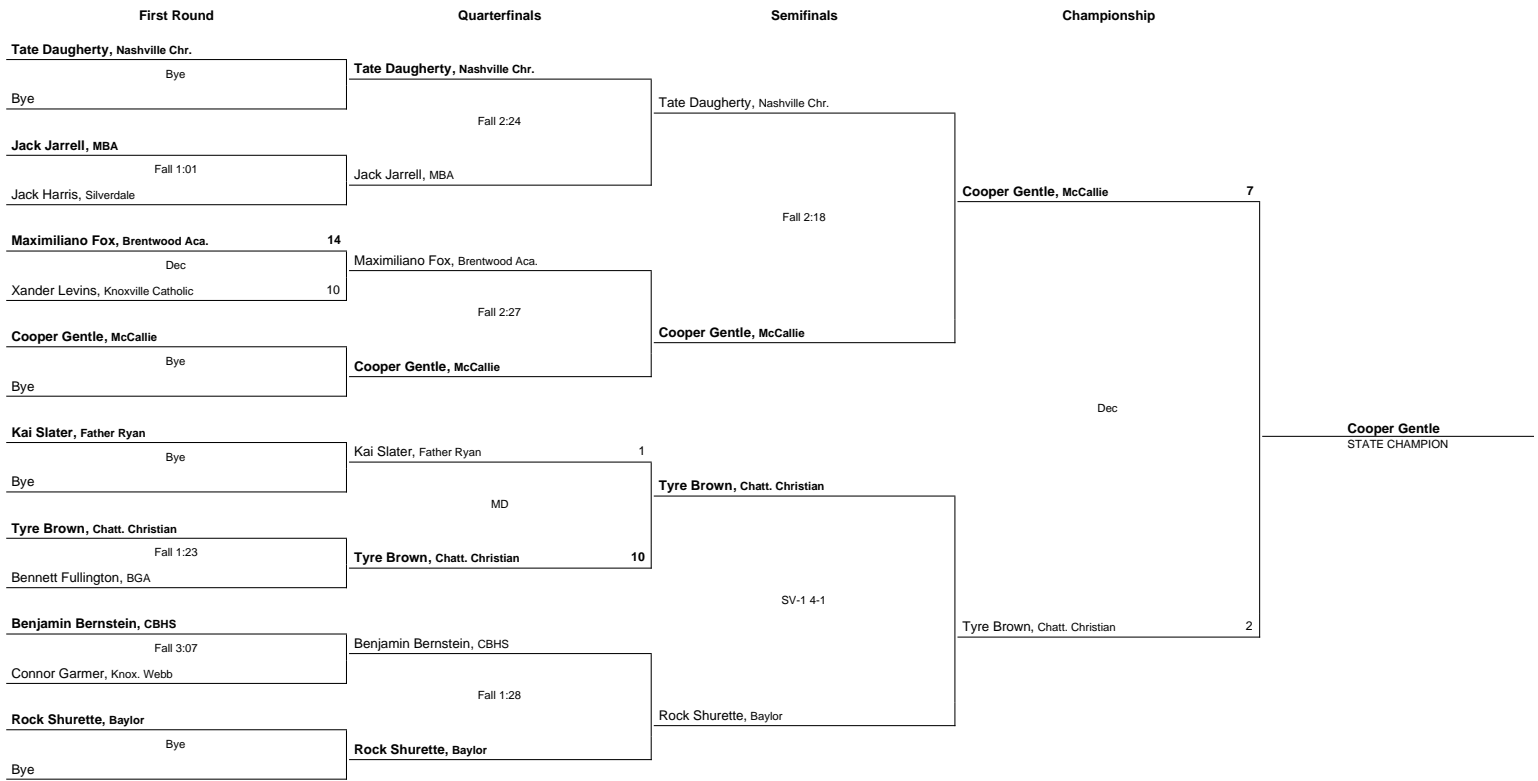 First Round
Quarterfinals
Semifinals
Championship
Tate Daugherty, Nashville Chr.
Bye
Bye
Jack Jarrell, MBA
Fall 1:01
Jack Harris, Silverdale
Maximiliano Fox, Brentwood Aca. 14
Dec
Xander Levins, Knoxville Catholic 10
Cooper Gentle, McCallie
Bye
Bye
Kai Slater, Father Ryan
Bye
Bye
Tyre Brown, Chatt. Christian
Fall 1:23
Bennett Fullington, BGA
Benjamin Bernstein, CBHS
Fall 3:07
Connor Garmer, Knox. Webb
Rock Shurette, Baylor
Bye
Bye
Tate Daugherty, Nashville Chr.
Fall 2:24
Jack Jarrell, MBA
Maximiliano Fox, Brentwood Aca.
Fall 2:27
Cooper Gentle, McCallie
Kai Slater, Father Ryan 1
MD
Tyre Brown, Chatt. Christian 10
Benjamin Bernstein, CBHS
Fall 1:28
Rock Shurette, Baylor
Tate Daugherty, Nashville Chr.
Fall 2:18
Cooper Gentle, McCallie
Tyre Brown, Chatt. Christian
SV-1 4-1
Rock Shurette, Baylor
Cooper Gentle, McCallie 7
Dec
Tyre Brown, Chatt. Christian 2
Cooper Gentle
STATE CHAMPION